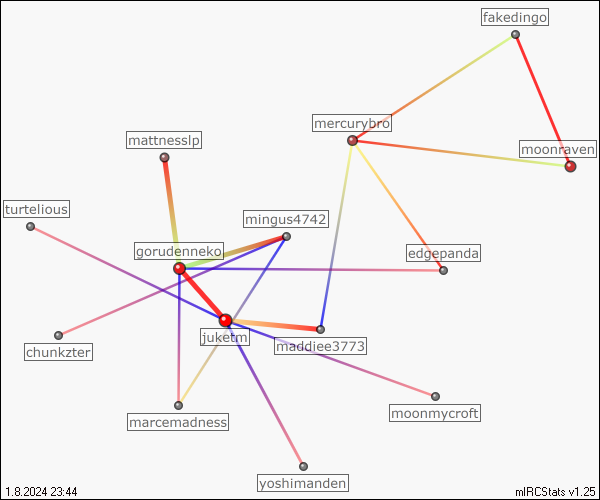 fakedingo
mercurybro
mattnesslp
moonraven
turtelious
mingus4742
gorudenneko
edgepanda
juketm
maddiee3773
chunkzter
moonmycroft
marcemadness
yoshimanden
1.8.2024 23:44
mIRCStats v1.25